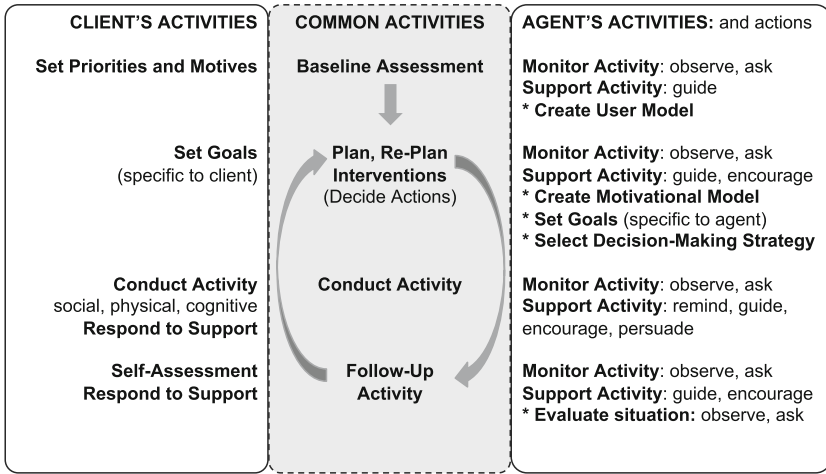 CLIENT'S ACTIVITIES
Set Priorities and Motives
Set Goals
(specific to client)
Conduct Activity
social, physical, cognitive
Respond to Support
Self-Assessment
Respond to Support
COMMON ACTIVITIES
Baseline Assessment
Plan, Re-Plan
Interventions
(Decide Actions)
Conduct Activity
Follow-Up
Activity
AGENT'S ACTIVITIES: and actions
Monitor Activity: observe, ask
Support Activity: guide
* Create User Model
Monitor Activity: observe, ask
Support Activity: guide, encourage
* Create Motivational Model
* Set Goals (specific to agent)
* Select Decision-Making Strategy
Monitor Activity: observe, ask
Support Activity: remind, guide,
encourage, persuade
Monitor Activity: observe, ask
Support Activity: guide, encourage
* Evaluate situation: observe, ask